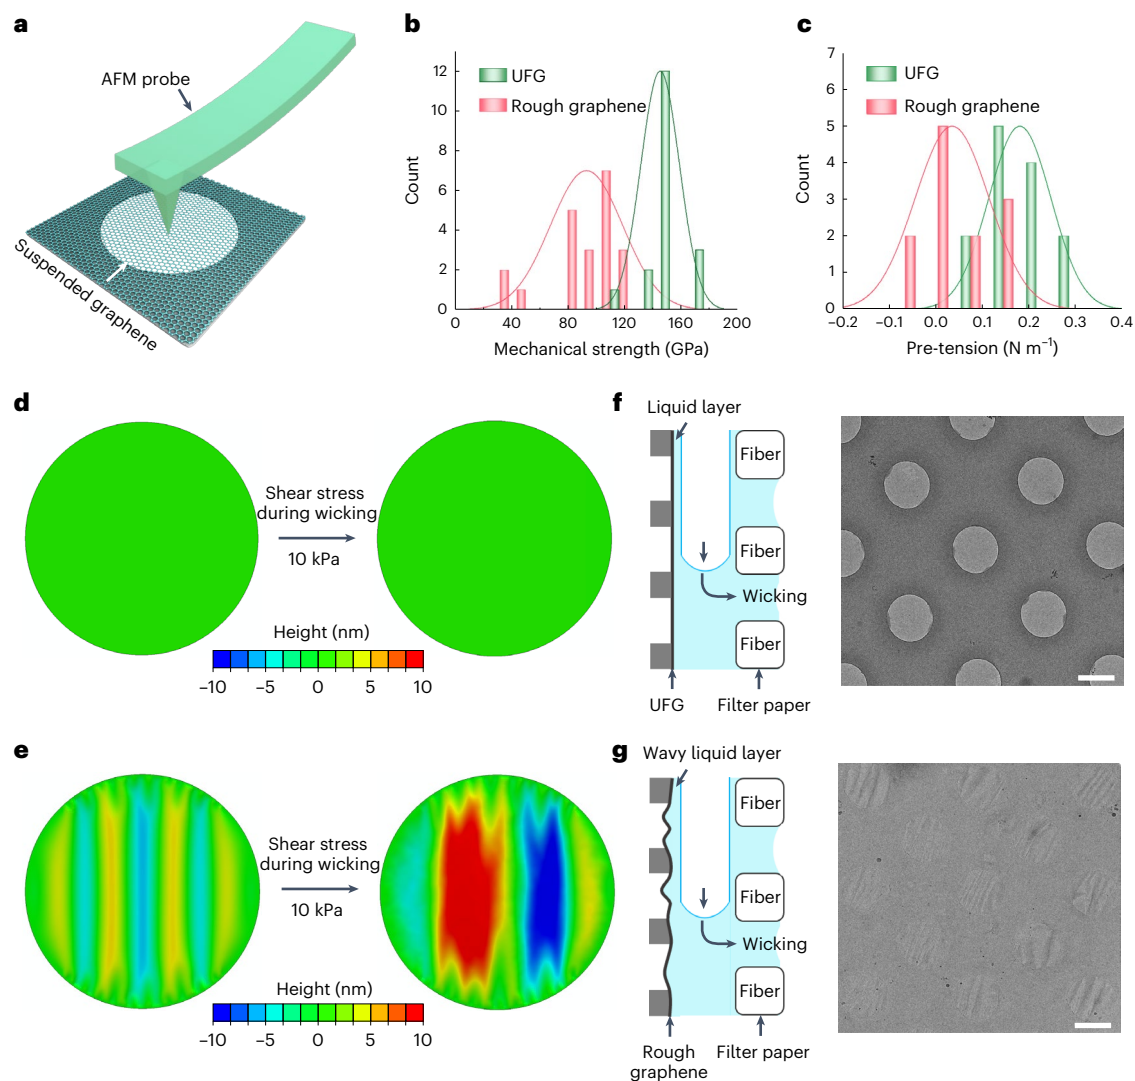 a
AFM probe
Suspended graphene
b
UFG
Rough graphene
Count
12
10
8
6
4
2
0
0 40 80 120 160 200
Mechanical strength (GPa)
c
UFG
Rough graphene
Count
7
6
5
4
3
2
1
0
–0.2 –0.1 0.0 0.1 0.2 0.3 0.4
Pre-tension (N m⁻¹)
d
Shear stress
during wicking
10 kPa
Height (nm)
–10 –5 0 5 10
e
Shear stress
during wicking
10 kPa
Height (nm)
–10 –5 0 5 10
f
Liquid layer
Fiber
Fiber
Wicking
Fiber
UFG Filter paper
g
Wavy liquid layer
Fiber
Fiber
Wicking
Fiber
Rough
graphene
Filter paper